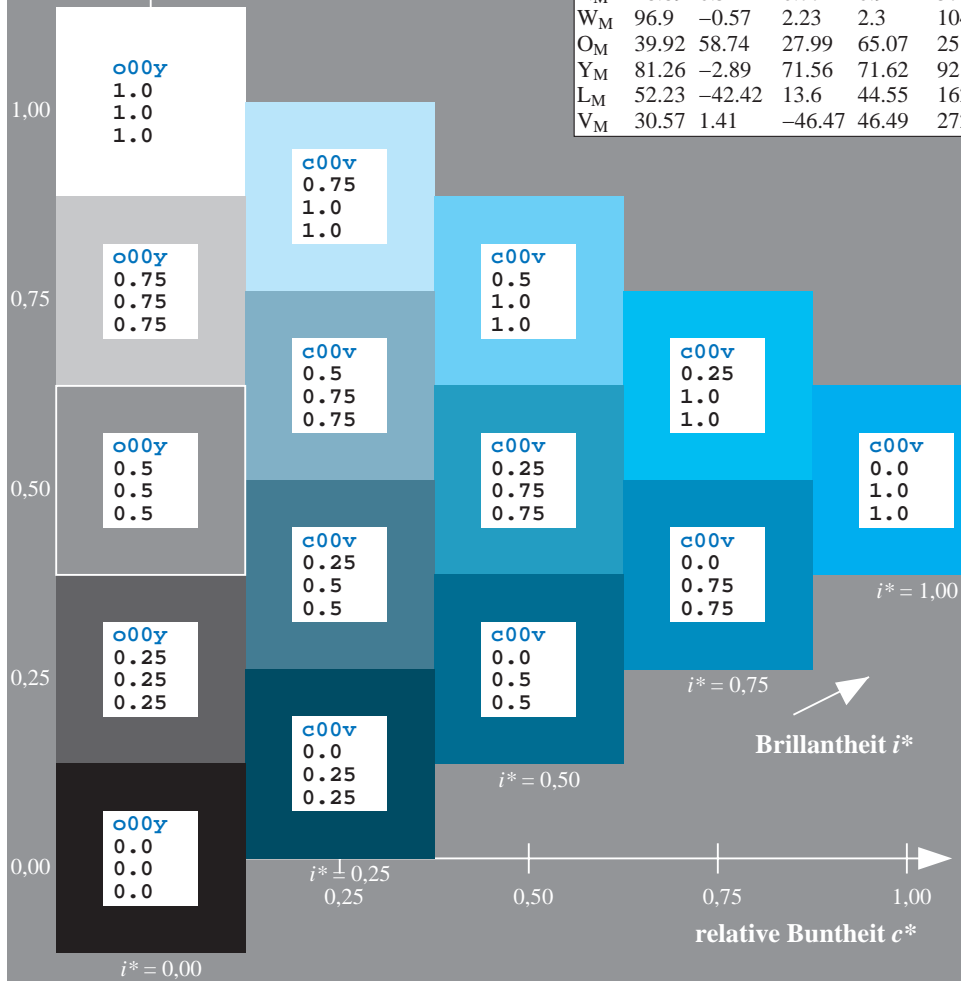 W_M 96.9 −0.57 2.23 2.3
O_M 39.92 58.74 27.99 65.07
Y_M 81.26 −2.89 71.56 71.62
L_M 52.23 −42.42 13.6 44.55
V_M 30.57 1.41 −46.47 46.49
1,00
0,75
0,50
0,25
0,00
o00y
1.0
1.0
1.0
o00y
0.75
0.75
0.75
o00y
0.5
0.5
0.5
o00y
0.25
0.25
0.25
o00y
0.0
0.0
0.0
i* = 0,00
c00v
0.75
1.0
1.0
c00v
0.5
0.75
0.75
c00v
0.25
0.5
0.5
c00v
0.0
0.25
0.25
i* = 0,25
c00v
0.5
1.0
1.0
c00v
0.25
0.75
0.75
c00v
0.0
0.5
0.5
i* = 0,50
c00v
0.25
1.0
1.0
c00v
0.0
0.75
0.75
i* = 0,75
c00v
0.0
1.0
1.0
i* = 1,00
Brillantheit i*
0,25 0,50 0,75 1,00
relative Buntheit c*